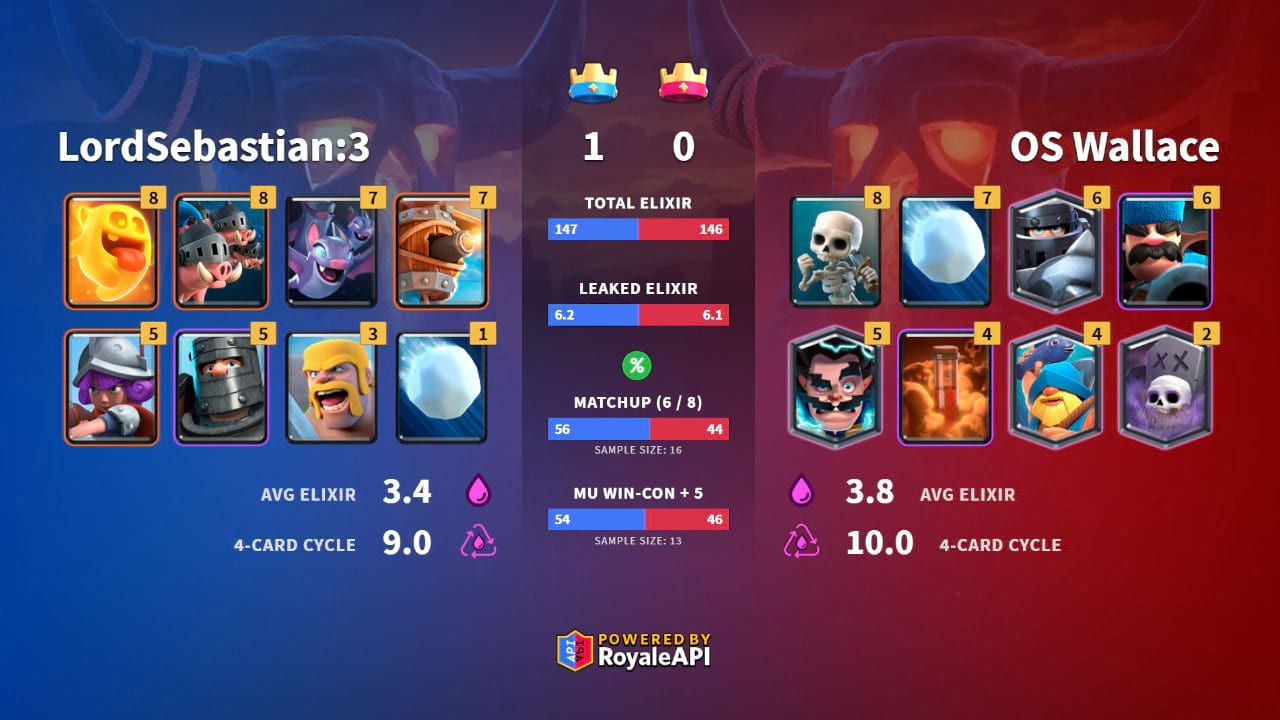 1 0
LordSebastian:3
OS Wallace
8 8 7 7
5 5 3 1
AVG ELIXIR 3.4
4-CARD CYCLE 9.0
TOTAL ELIXIR
147 146
LEAKED ELIXIR
6.2 6.1
%
MATCHUP (6 / 8)
56 44
SAMPLE SIZE: 16
MU WIN-CON + 5
54 46
SAMPLE SIZE: 13
8 7 6 6
5 4 4 2
3.8 AVG ELIXIR
10.0 4-CARD CYCLE
API
API
POWERED BY
RoyaleAPI